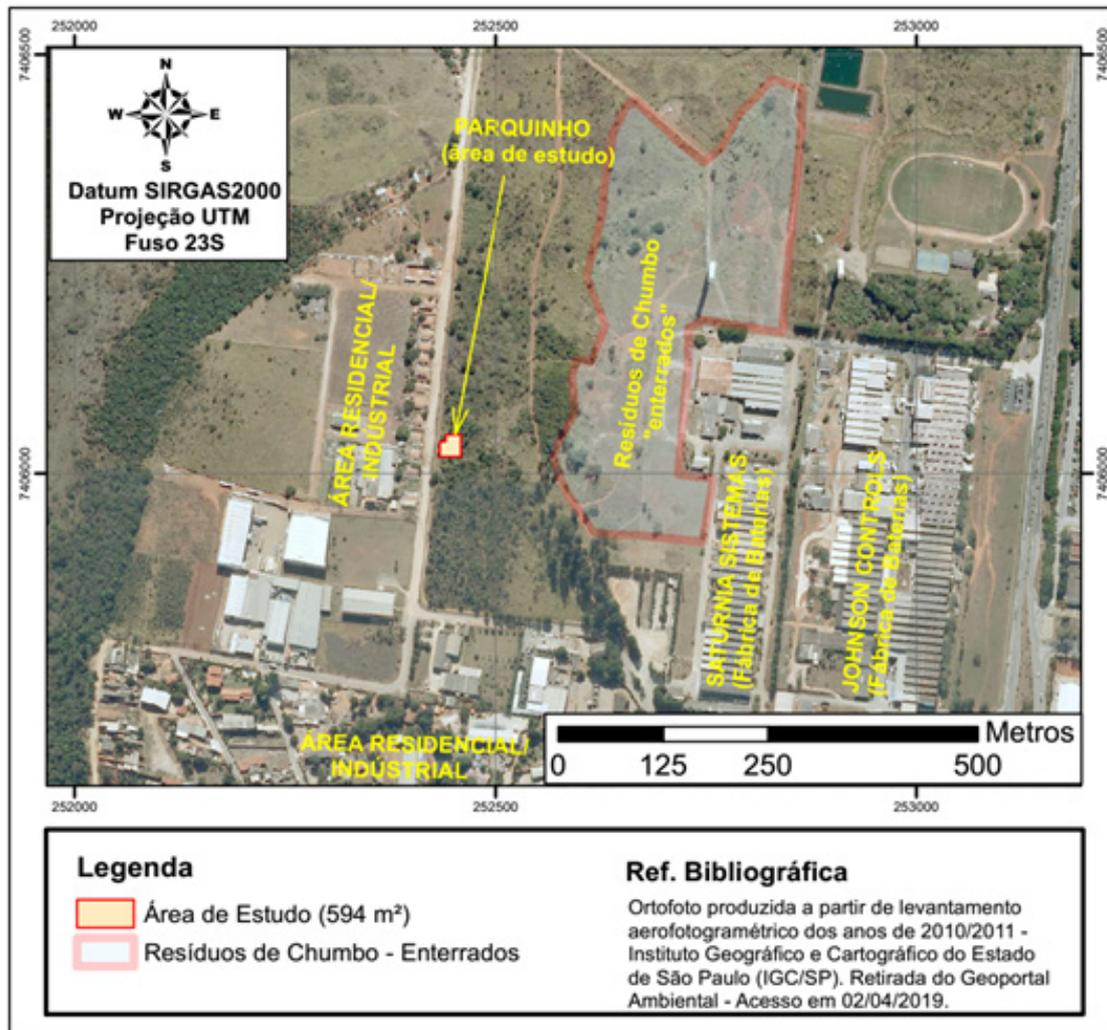 252000
252500
253000
7406500
7406500
N
W
E
S
Datum SIRGAS2000
Projeção UTM
Fuso 23S
PARQUINHO
(área de estudo)
ÁREA RESIDENCIAL/
INDUSTRIAL
Resíduos de Chumbo
"enterrados"
7406000
7406000
SATURNIA SISTEMAS
(Fábrica de Baterias)
JOHNSON CONTROLS
(Fábrica de Baterias)
ÁREA RESIDENCIAL/
INDUSTRIAL
Metros
0 125 250 500
252000
252500
253000
Legenda
Área de Estudo (594 m²)
Resíduos de Chumbo - Enterrados
Ref. Bibliográfica
Ortofoto produzida a partir de levantamento
aerofotogramétrico dos anos de 2010/2011 -
Instituto Geográfico e Cartográfico do Estado
de São Paulo (IGC/SP). Retirada do Geoportal
Ambiental - Acesso em 02/04/2019.